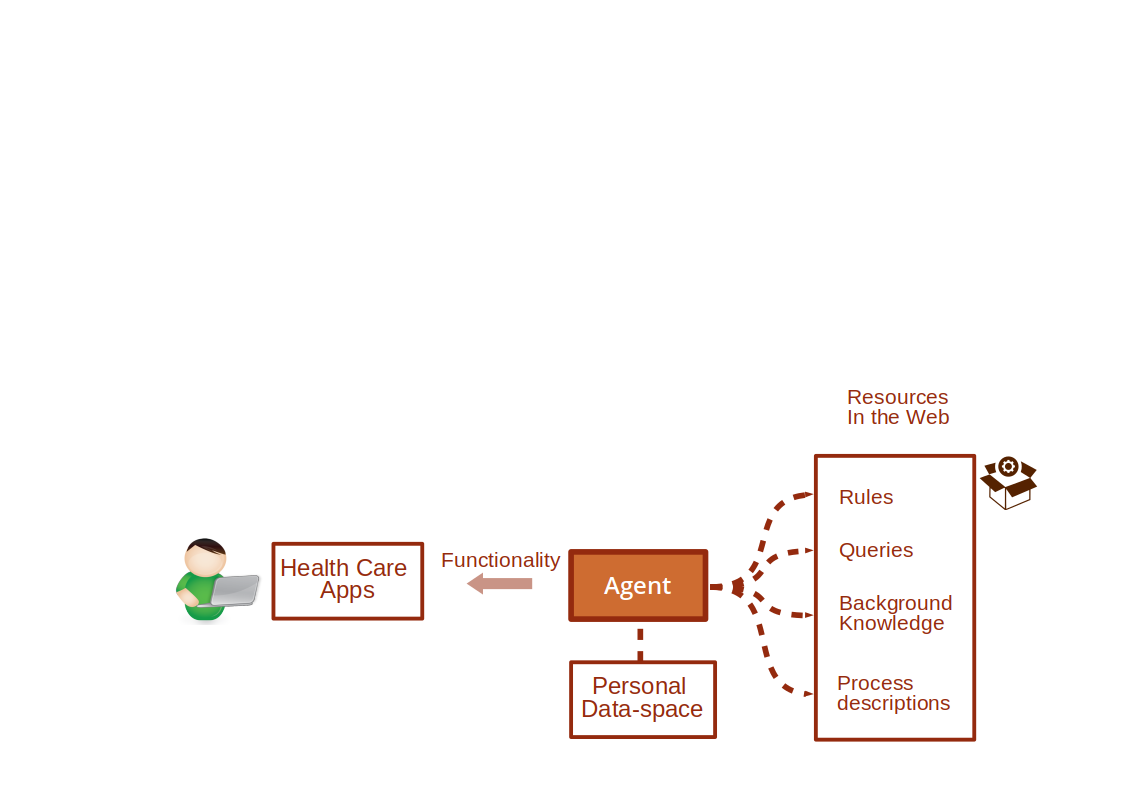 Resources
In the Web
Rules
Queries
Background
Knowledge
Process
descriptions
Functionality
Agent
Health Care
Apps
Personal
Data-space